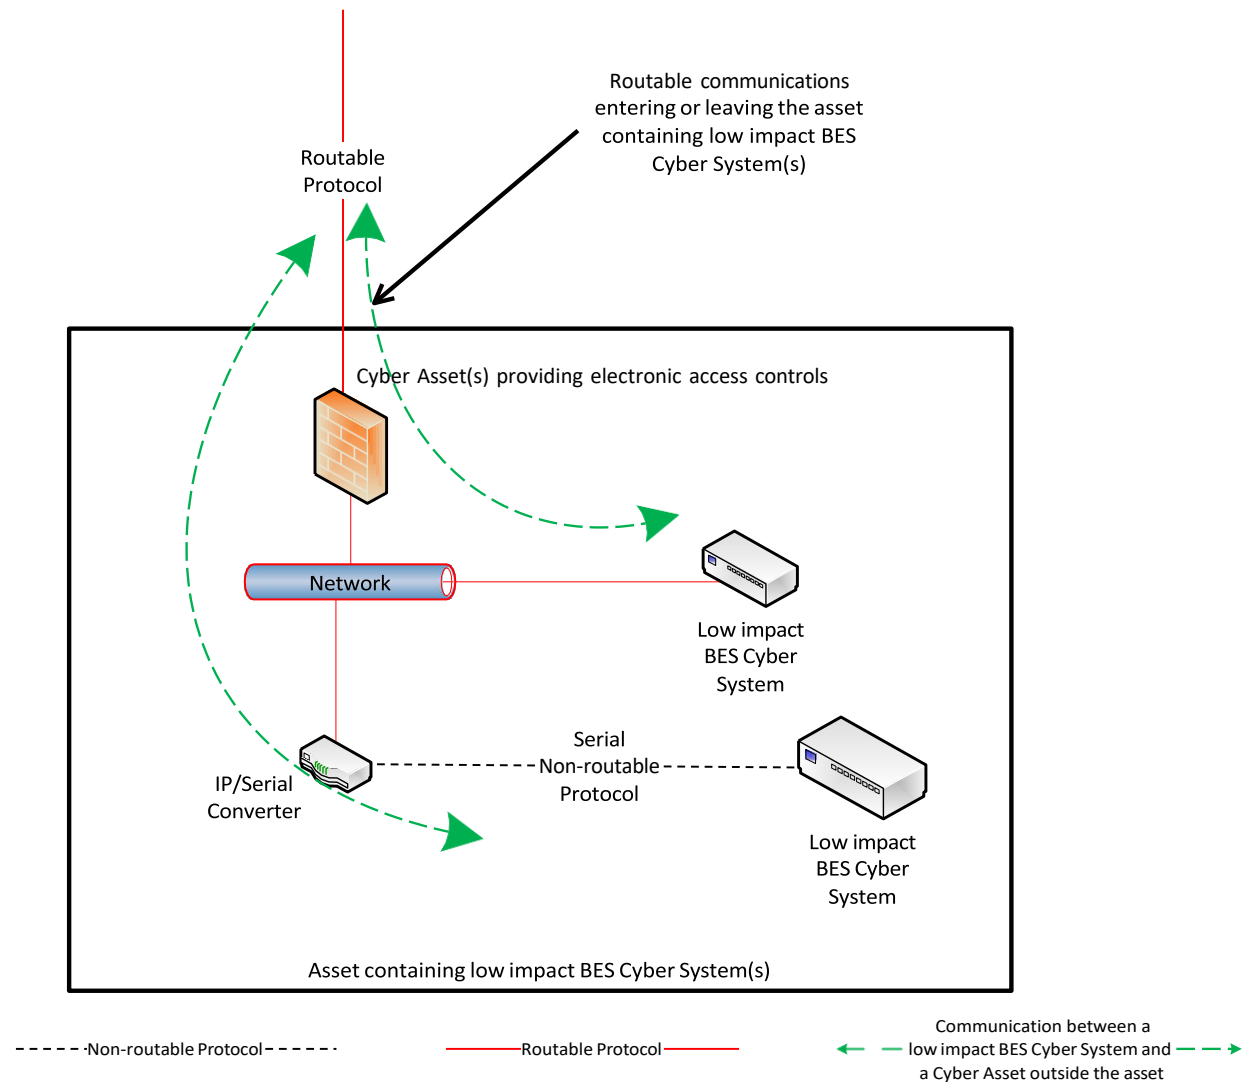 Routable communications
entering or leaving the asset
containing low impact BES
Cyber System(s)
Routable
Protocol
Cyber Asset(s) providing electronic access controls
Network
Low impact
BES Cyber
System
Serial
Non-routable
Protocol
IP/Serial
Converter
Low impact
BES Cyber
System
Asset containing low impact BES Cyber System(s)
Non-routable Protocol
Routable Protocol
Communication between a
low impact BES Cyber System and
a Cyber Asset outside the asset